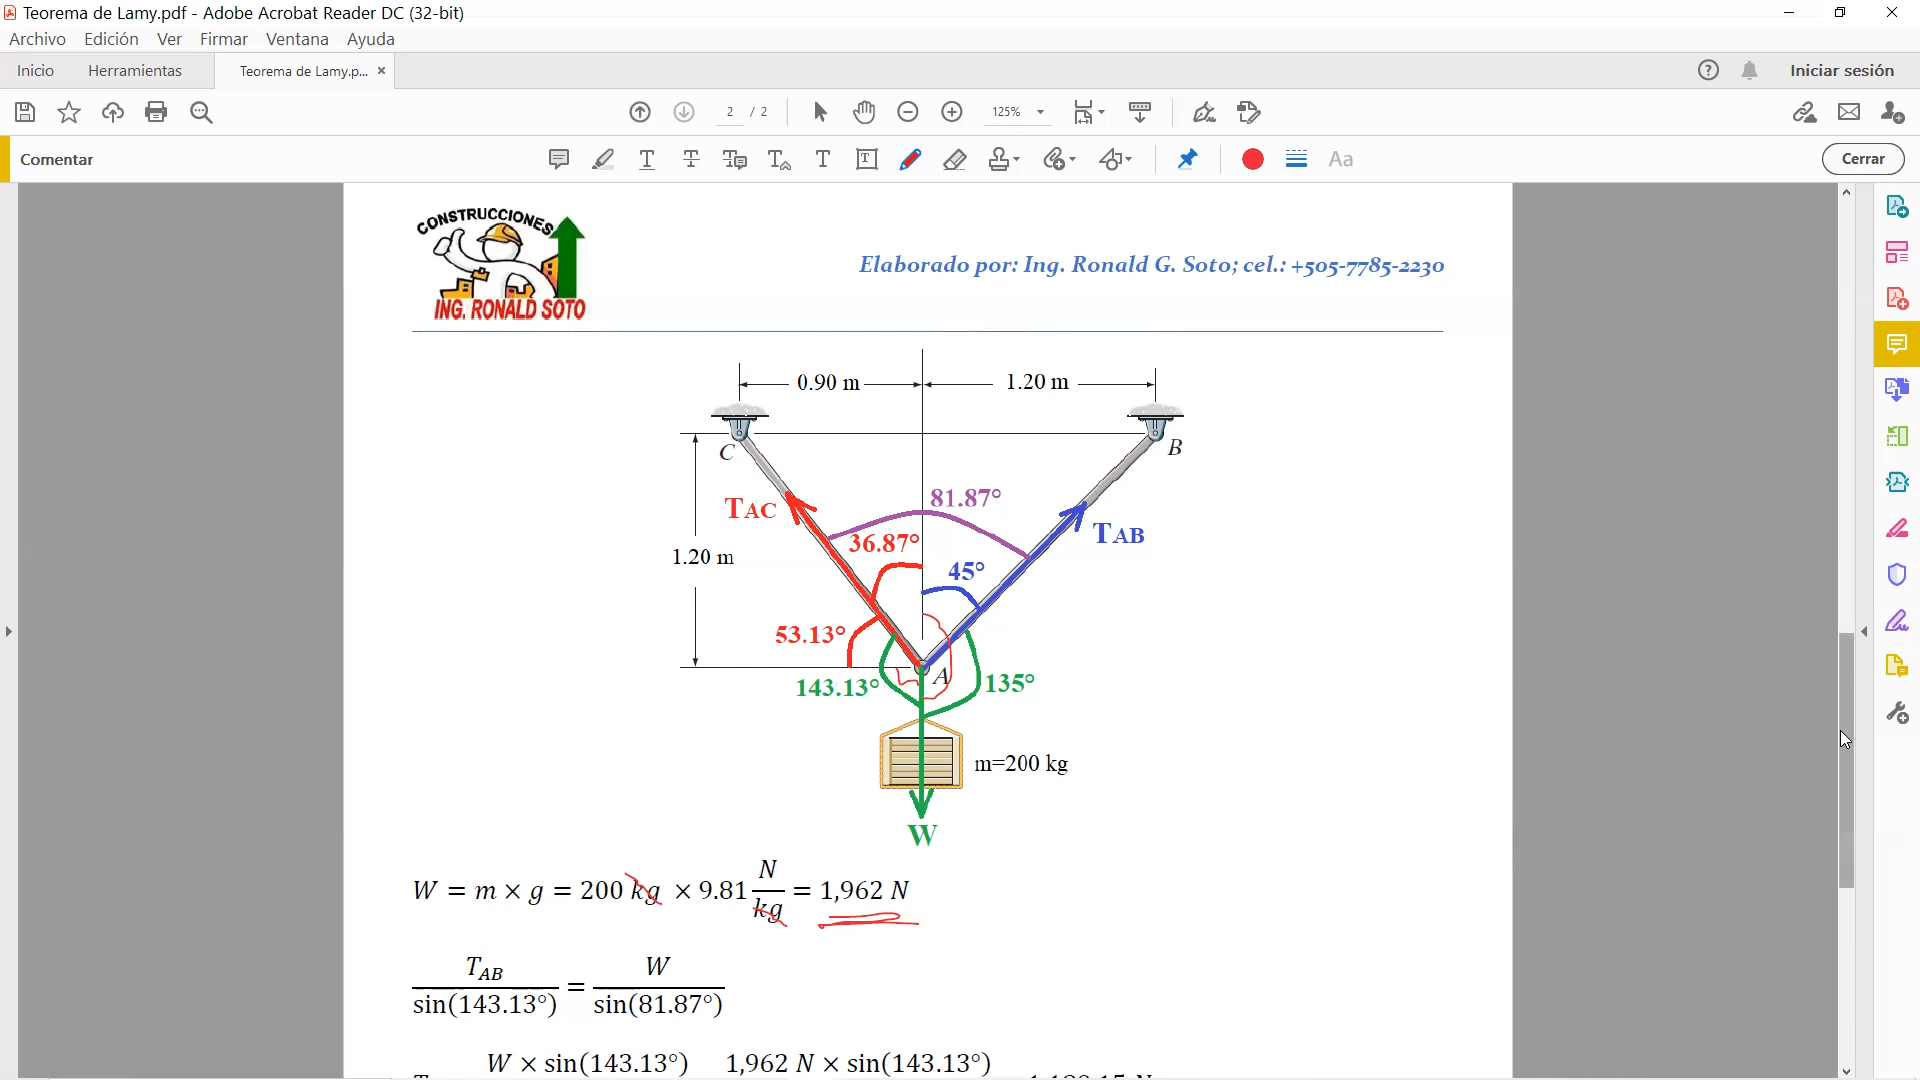 Teorema de Lamy.pdf - Adobe Acrobat Reader DC (32-bit)
Archivo Edición Ver Firmar Ventana Ayuda
Inicio Herramientas Teorema de Lamy.p... × Iniciar sesión
2 / 2 125%
Comentar Aa Cerrar
CONSTRUCCIONES
ING. RONALD SOTO
Elaborado por: Ing. Ronald G. Soto; cel.: +505-7785-2230
0.90 m 1.20 m
C B
81.87°
TAC
TAB
36.87°
1.20 m
45°
53.13°
A
143.13° 135°
m=200 kg
W
W = m × g = 200 kg × 9.81 N/kg = 1,962 N
T_AB / sin(143.13°) = W / sin(81.87°)
W × sin(143.13°) 1,962 N × sin(143.13°)